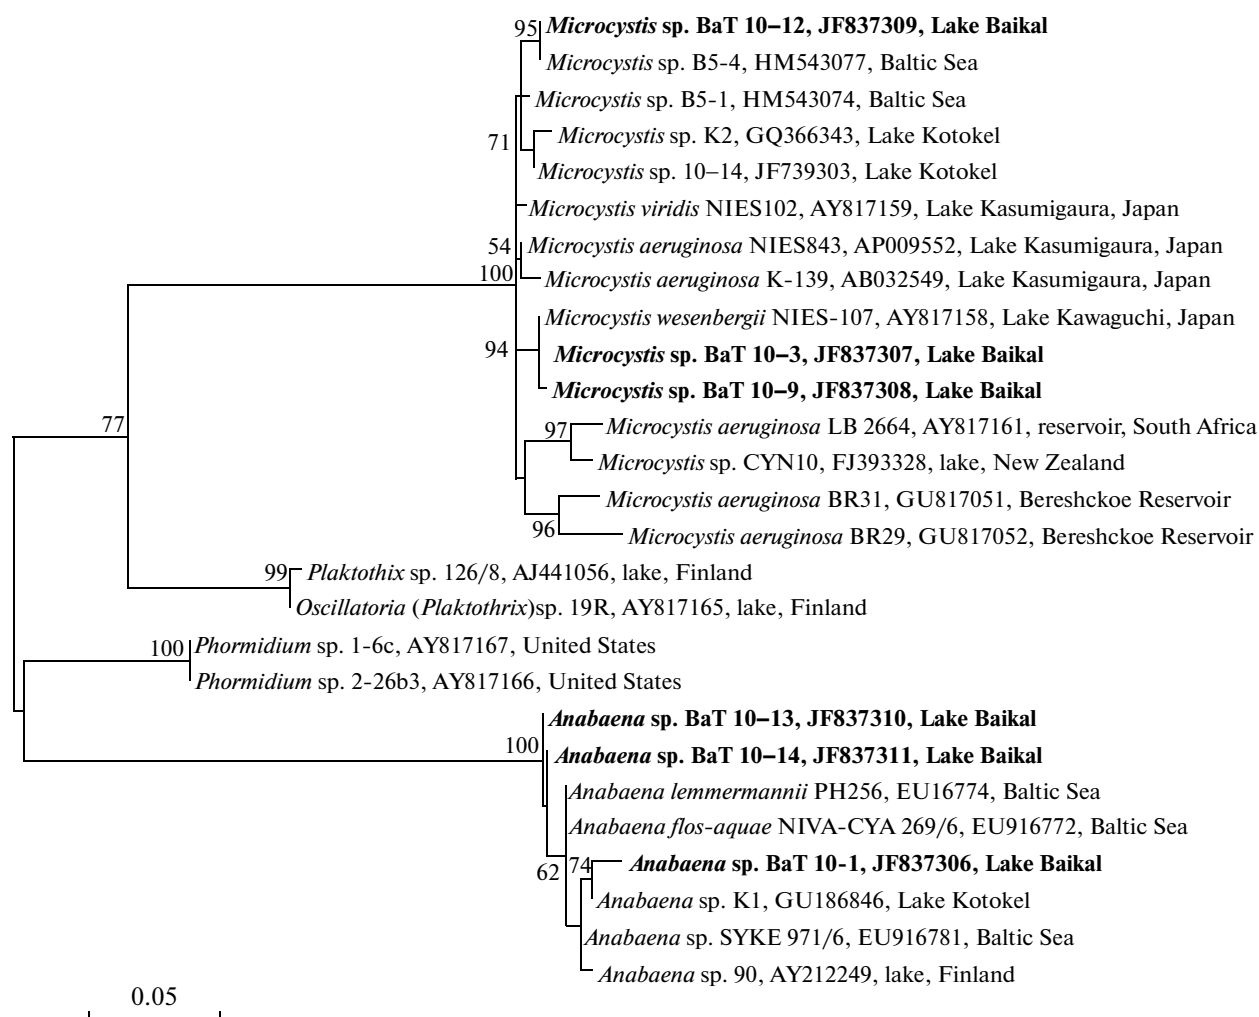 95
Microcystis sp. BaT 10–12, JF837309, Lake Baikal
Microcystis sp. B5-4, HM543077, Baltic Sea
Microcystis sp. B5-1, HM543074, Baltic Sea
71
Microcystis sp. K2, GQ366343, Lake Kotokel
Microcystis sp. 10–14, JF739303, Lake Kotokel
Microcystis viridis NIES102, AY817159, Lake Kasumigaura, Japan
54
Microcystis aeruginosa NIES843, AP009552, Lake Kasumigaura, Japan
100
Microcystis aeruginosa K-139, AB032549, Lake Kasumigaura, Japan
Microcystis wesenbergii NIES-107, AY817158, Lake Kawaguchi, Japan
94
Microcystis sp. BaT 10–3, JF837307, Lake Baikal
Microcystis sp. BaT 10–9, JF837308, Lake Baikal
77
97
Microcystis aeruginosa LB 2664, AY817161, reservoir, South Africa
Microcystis sp. CYN10, FJ393328, lake, New Zealand
Microcystis aeruginosa BR31, GU817051, Bereshckoe Reservoir
96
Microcystis aeruginosa BR29, GU817052, Bereshckoe Reservoir
99
Plaktothix sp. 126/8, AJ441056, lake, Finland
Oscillatoria (Plaktothrix)sp. 19R, AY817165, lake, Finland
100
Phormidium sp. 1-6c, AY817167, United States
Phormidium sp. 2-26b3, AY817166, United States
Anabaena sp. BaT 10–13, JF837310, Lake Baikal
100
Anabaena sp. BaT 10–14, JF837311, Lake Baikal
Anabaena lemmermannii PH256, EU16774, Baltic Sea
Anabaena flos-aquae NIVA-CYA 269/6, EU916772, Baltic Sea
62
74
Anabaena sp. BaT 10-1, JF837306, Lake Baikal
Anabaena sp. K1, GU186846, Lake Kotokel
Anabaena sp. SYKE 971/6, EU916781, Baltic Sea
Anabaena sp. 90, AY212249, lake, Finland
0.05